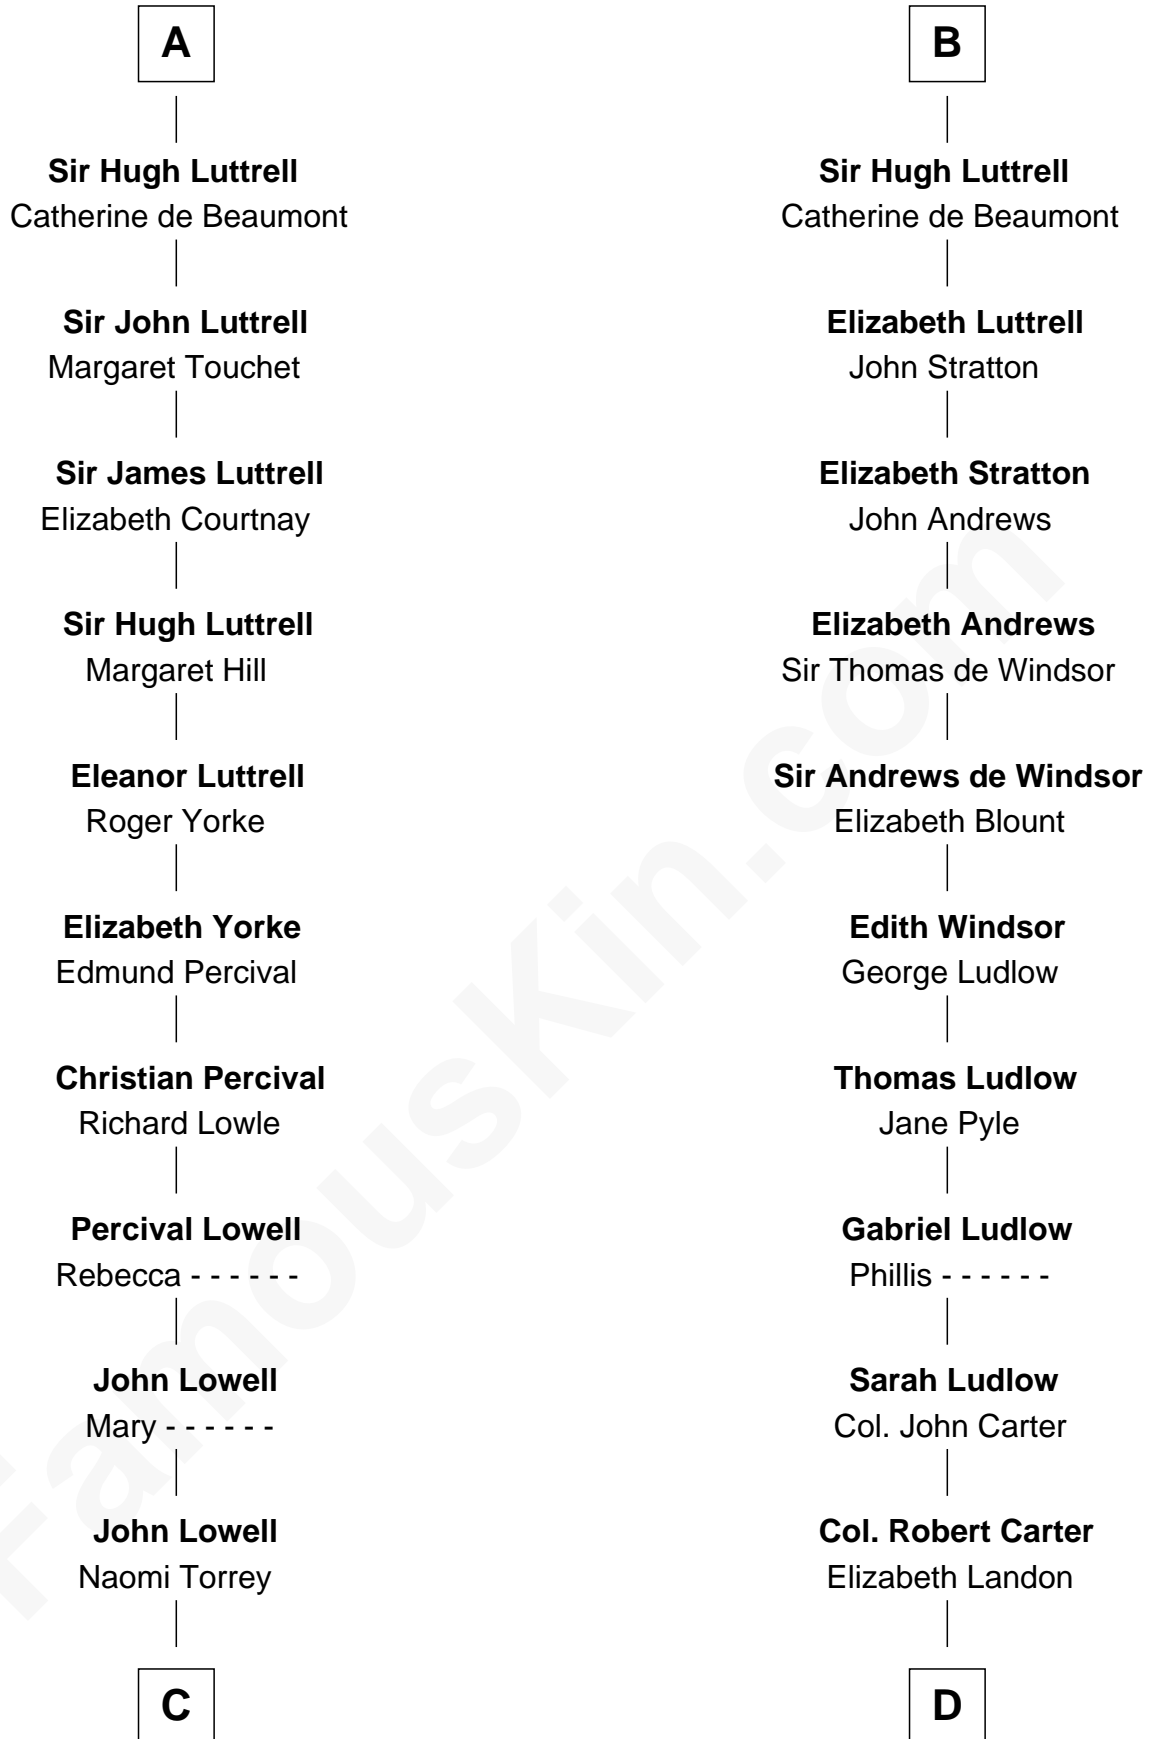 A
Sir Hugh Luttrell
Catherine de Beaumont
Sir John Luttrell
Margaret Touchet
Sir James Luttrell
Elizabeth Courtnay
Sir Hugh Luttrell
Margaret Hill
Eleanor Luttrell
Roger Yorke
Elizabeth Yorke
Edmund Percival
Christian Percival
Richard Lowle
Percival Lowell
Rebecca - - - - - -
John Lowell
Mary - - - - - -
John Lowell
Naomi Torrey
C
B
Sir Hugh Luttrell
Catherine de Beaumont
Elizabeth Luttrell
John Stratton
Elizabeth Stratton
John Andrews
Elizabeth Andrews
Sir Thomas de Windsor
Sir Andrews de Windsor
Elizabeth Blount
Edith Windsor
George Ludlow
Thomas Ludlow
Jane Pyle
Gabriel Ludlow
Phillis - - - - - -
Sarah Ludlow
Col. John Carter
Col. Robert Carter
Elizabeth Landon
D
FamousKin.com